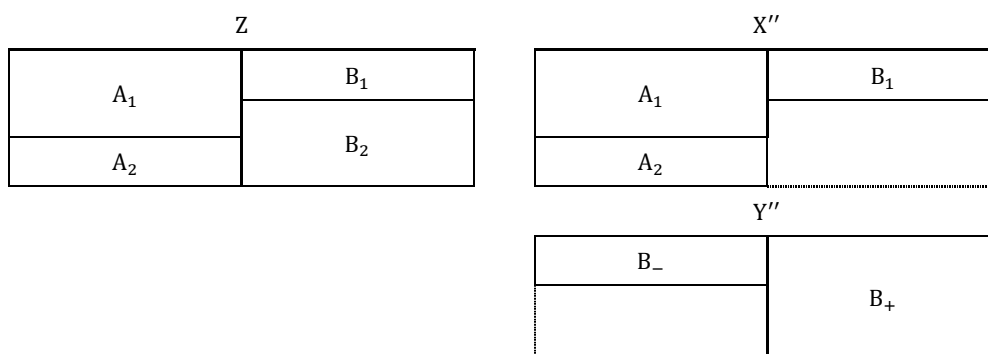 Z
X″
A₁
B₁
A₂
B₂
A₁
B₁
A₂
Y″
B₋
B₊